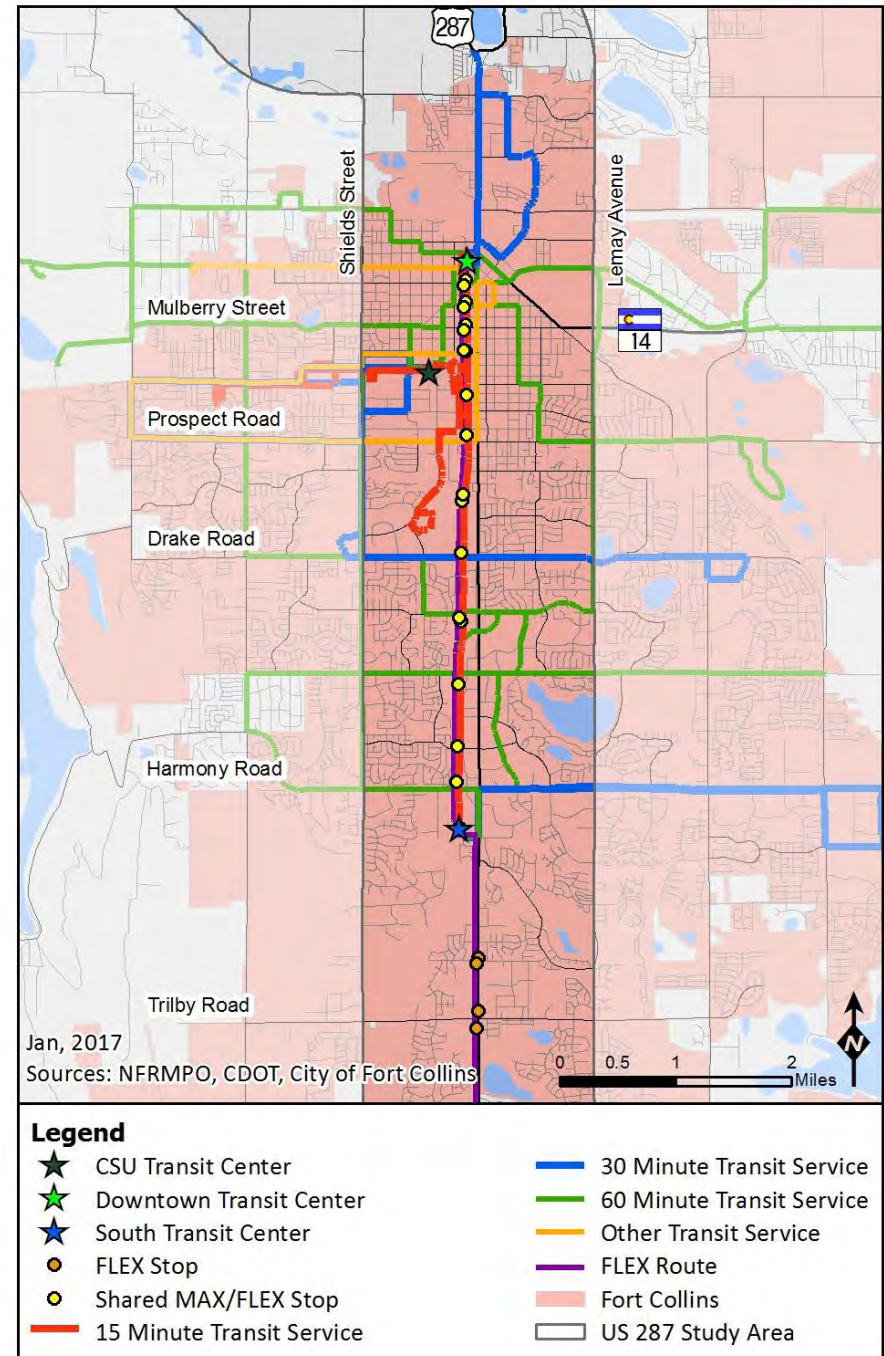 287
Shields Street
Lemay Avenue
Mulberry Street
14
Prospect Road
Drake Road
Harmony Road
Trilby Road
Jan, 2017
Sources: NFRMPO, CDOT, City of Fort Collins
0 0.5 1 2
Miles
N
Legend
CSU Transit Center
Downtown Transit Center
South Transit Center
FLEX Stop
Shared MAX/FLEX Stop
15 Minute Transit Service
30 Minute Transit Service
60 Minute Transit Service
Other Transit Service
FLEX Route
Fort Collins
US 287 Study Area